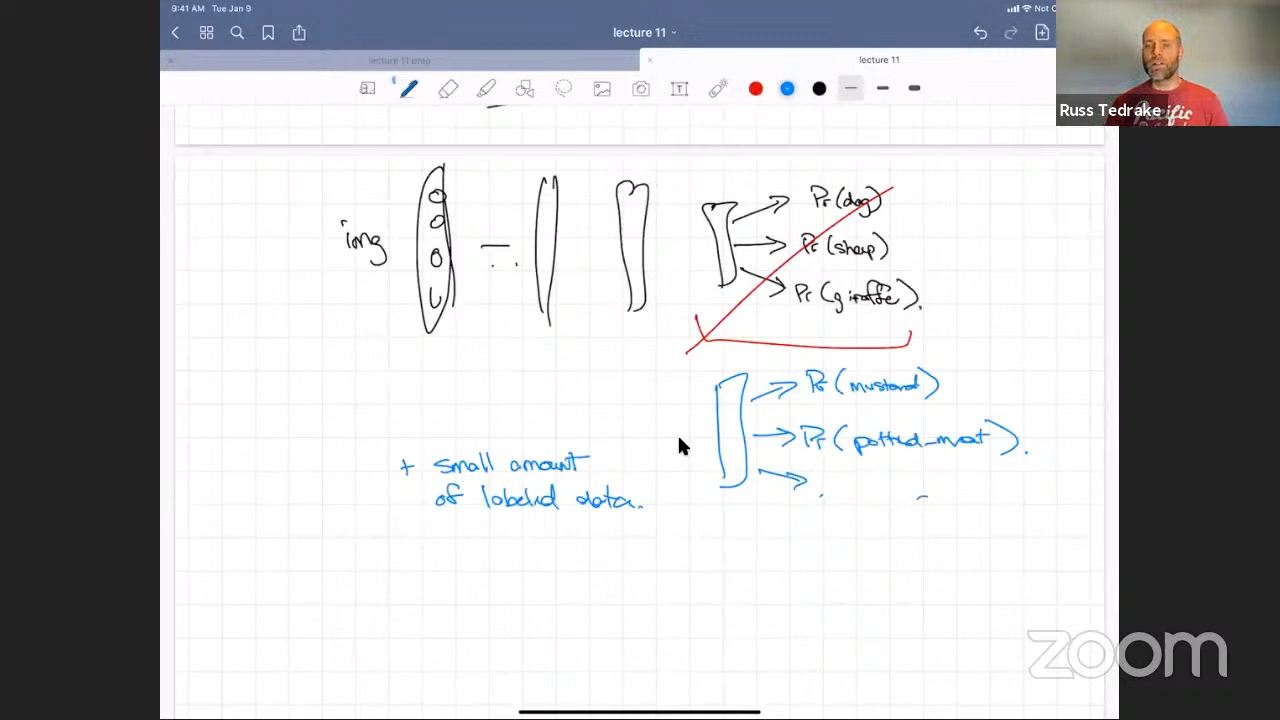 9:41 AM Tue Jan 9
lecture 11
lecture 11 prep
lecture 11
Russ Tedrake
Pacific
img
Pr(dog)
Pr(sheep)
Pr(giraffe).
Pr(mustard)
Pr(potted_meat).
+ small amount
of labeled data.
zoom